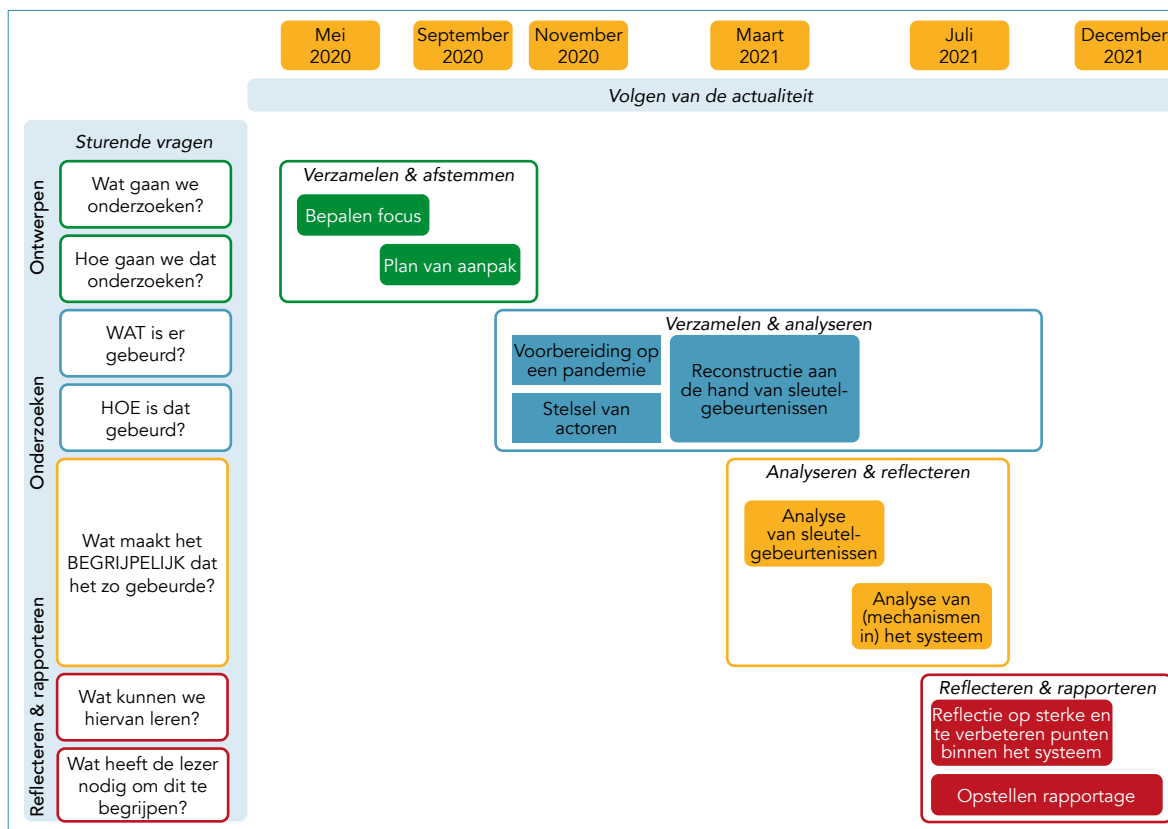 Mei
2020
September
2020
November
2020
Maart
2021
Juli
2021
December
2021
Volgen van de actualiteit
Sturende vragen
Ontwerpen
Wat gaan we
onderzoeken?
Hoe gaan we dat
onderzoeken?
Verzamelen & afstemmen
Bepalen focus
Plan van aanpak
Onderzoeken
WAT is er
gebeurd?
HOE is dat
gebeurd?
Verzamelen & analyseren
Voorbereiding op
een pandemie
Stelsel van
actoren
Reconstructie aan
de hand van sleutel-
gebeurtenissen
Wat maakt het
BEGRIJPELIJK dat
het zo gebeurde?
Analyseren & reflecteren
Analyse
van sleutel-
gebeurtenissen
Analyse van
(mechanismen
in) het systeem
Reflecteren & rapporteren
Wat kunnen we
hiervan leren?
Wat heeft de lezer
nodig om dit te
begrijpen?
Reflecteren & rapporteren
Reflectie op sterke en
te verbeteren punten
binnen het systeem
Opstellen rapportage